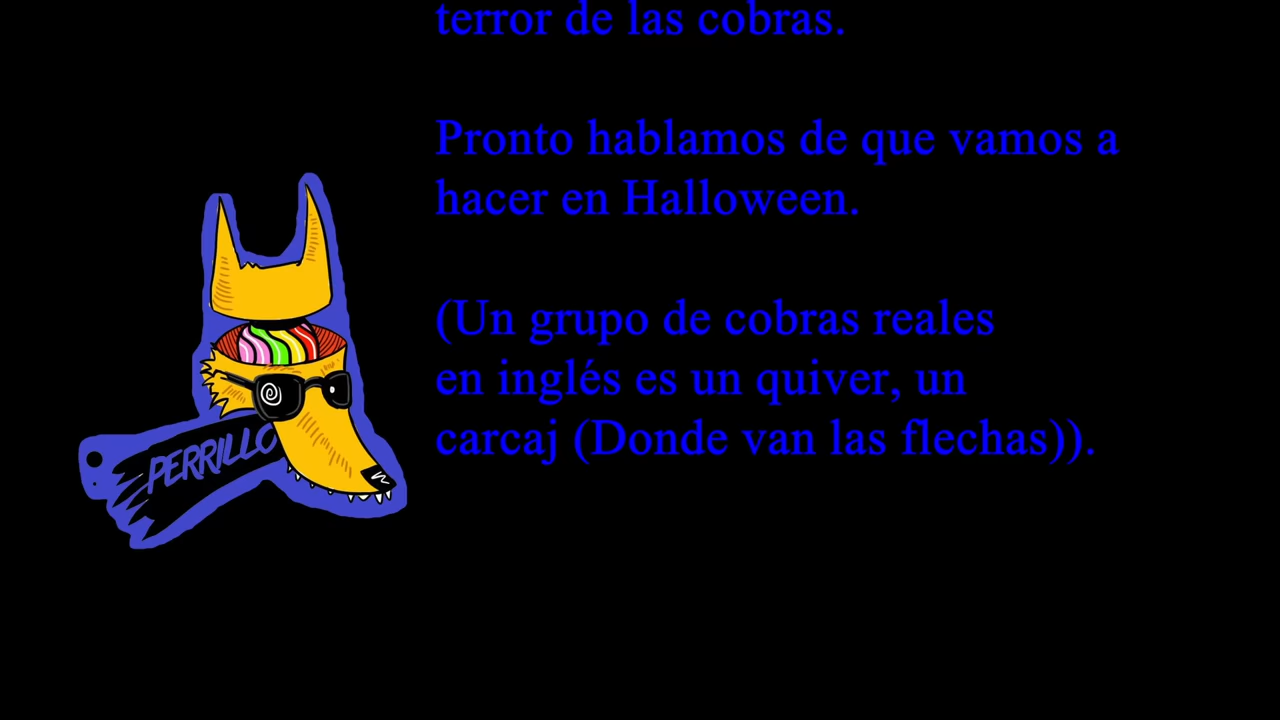 terror de las cobras.
Pronto hablamos de que vamos a
hacer en Halloween.
(Un grupo de cobras reales
en inglés es un quiver, un
carcaj (Donde van las flechas)).
PERRILLO